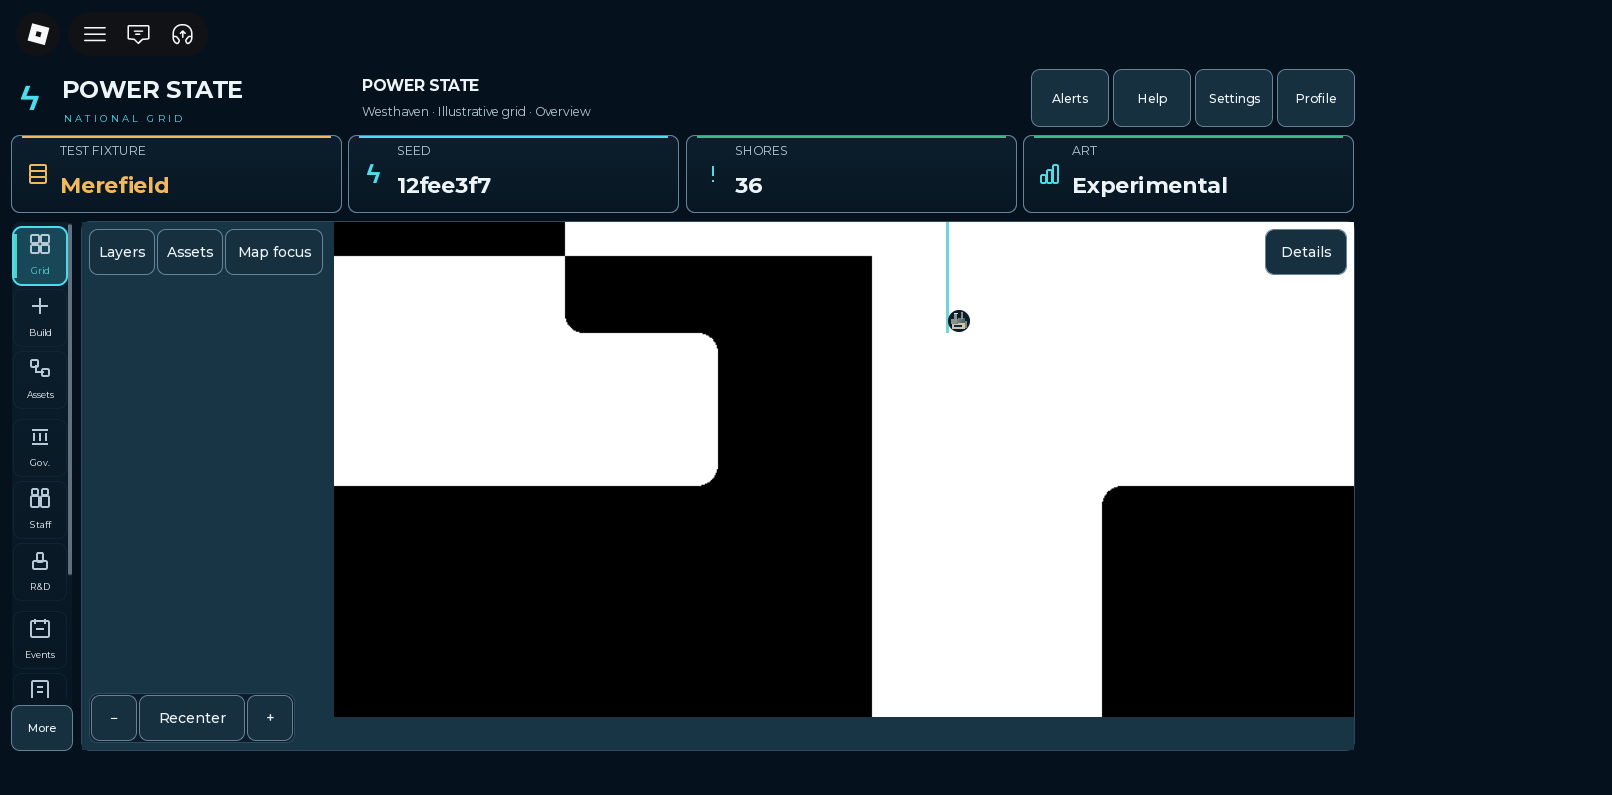 POWER STATE
NATIONAL GRID
POWER STATE
Westhaven · Illustrative grid · Overview
Alerts
Help
Settings
Profile
TEST FIXTURE
Merefield
SEED
12fee3f7
SHORES
36
ART
Experimental
Grid
Build
Assets
Gov.
Staff
R&D
Events
More
Layers
Assets
Map focus
Details
−
Recenter
+